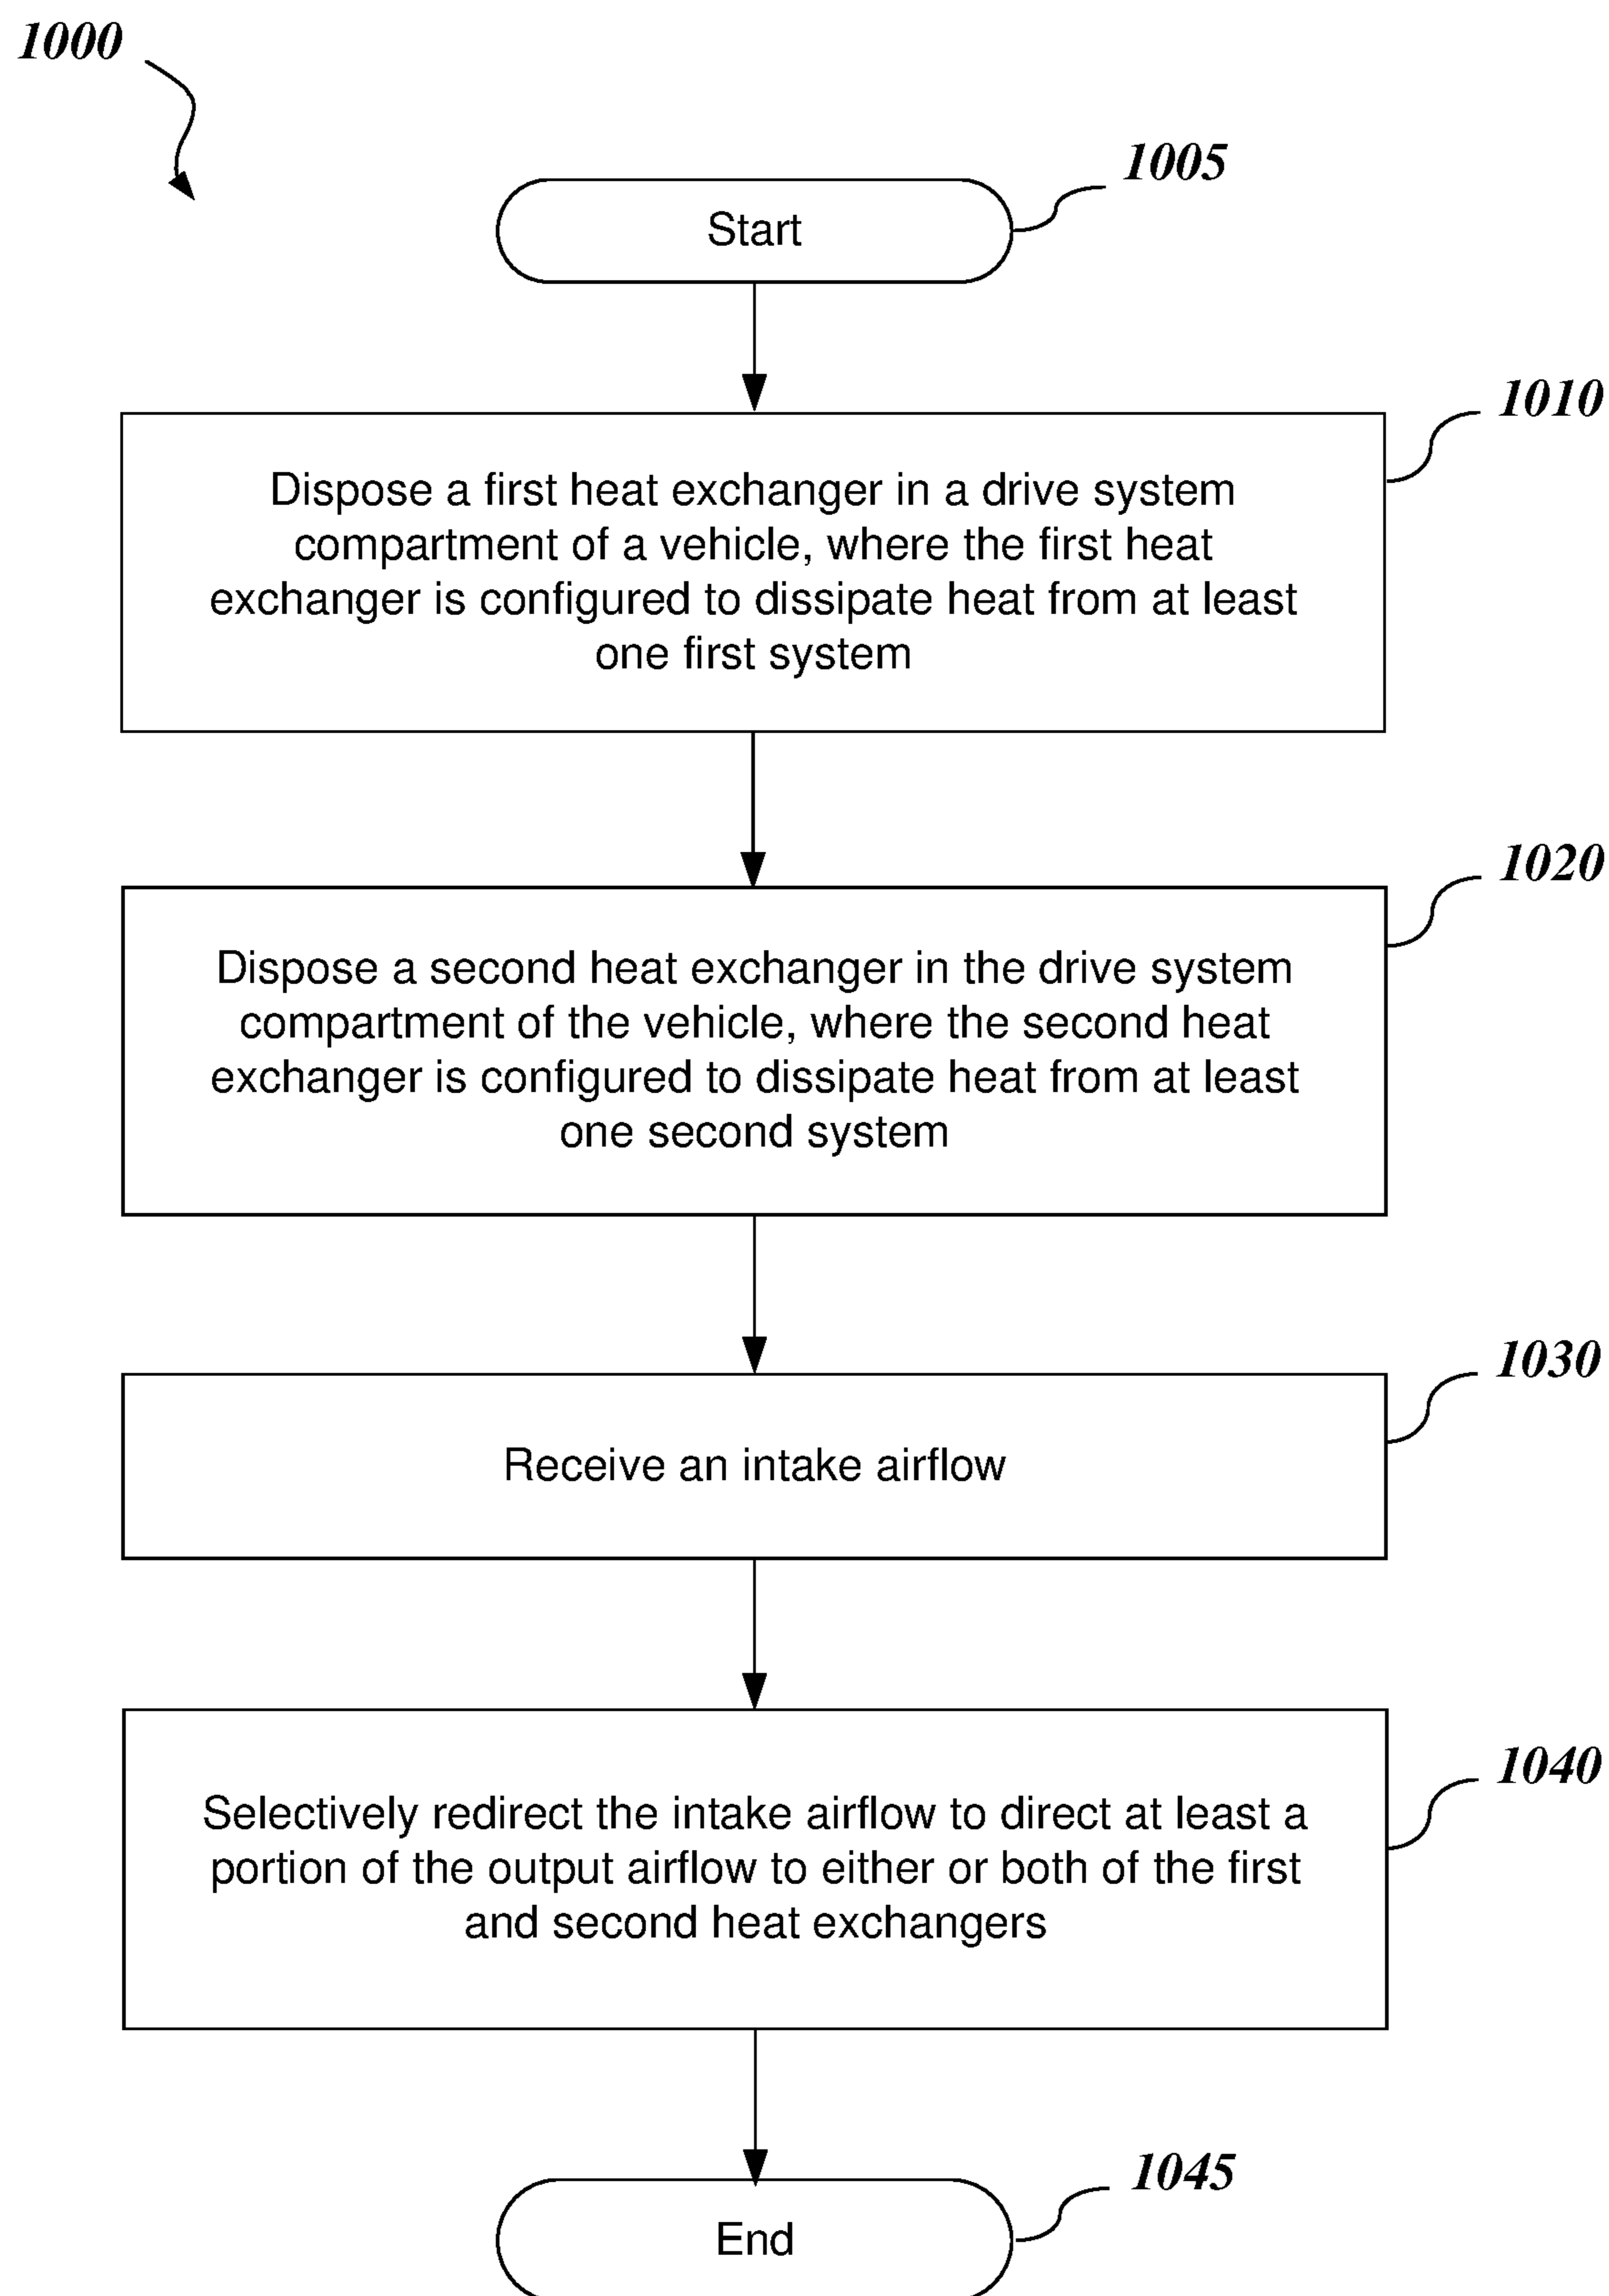 1000
1005
Start
1010
Dispose a first heat exchanger in a drive system
compartment of a vehicle, where the first heat
exchanger is configured to dissipate heat from at least
one first system
1020
Dispose a second heat exchanger in the drive system
compartment of the vehicle, where the second heat
exchanger is configured to dissipate heat from at least
one second system
1030
Receive an intake airflow
1040
Selectively redirect the intake airflow to direct at least a
portion of the output airflow to either or both of the first
and second heat exchangers
1045
End